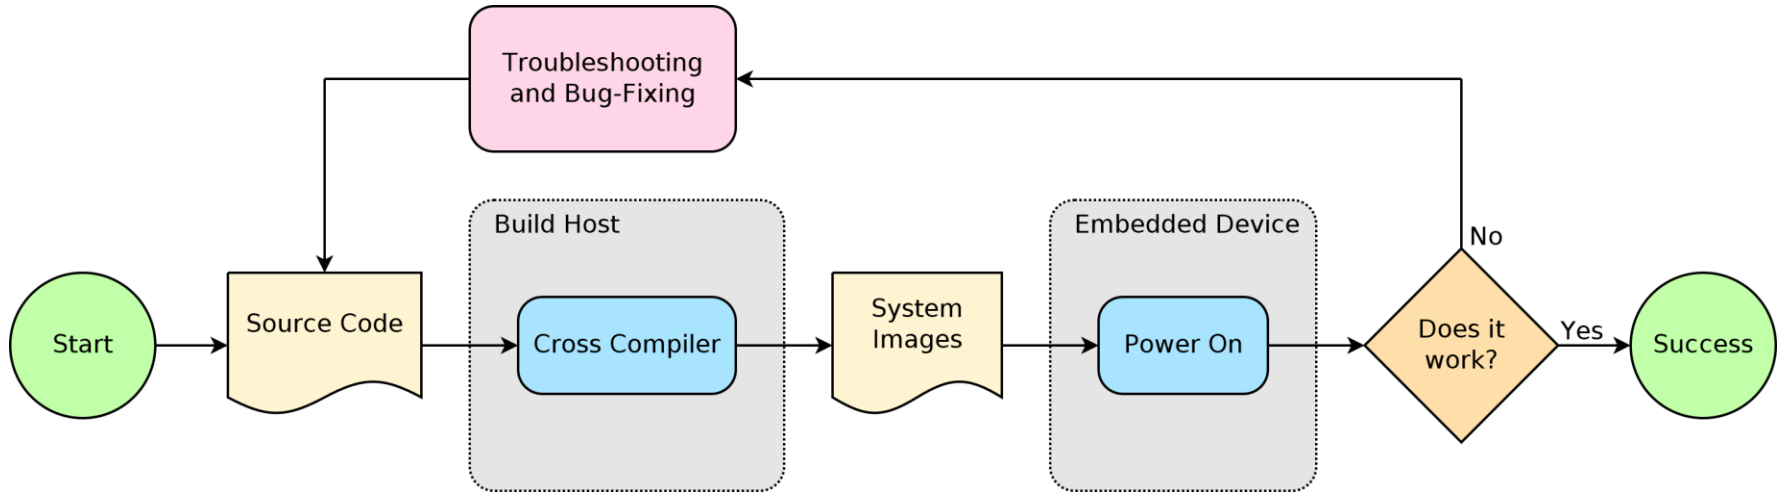 Troubleshooting
and Bug-Fixing
Build Host
Embedded Device
No
Start
Source Code
Cross Compiler
System
Images
Power On
Does it
work?
Yes
Success